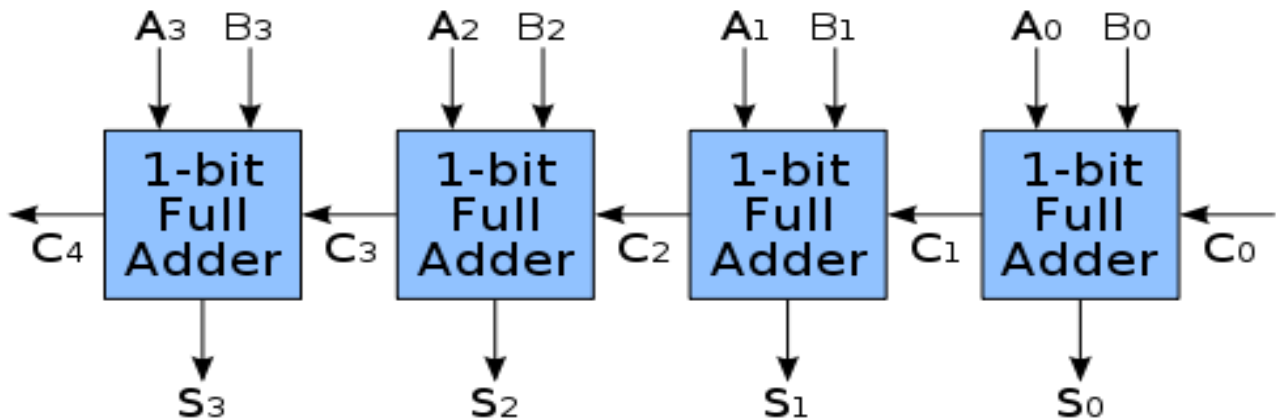 A3 B3 A2 B2 A1 B1 A0 B0
1-bit Full Adder
1-bit Full Adder
1-bit Full Adder
1-bit Full Adder
C4 C3 C2 C1 C0
S3 S2 S1 S0